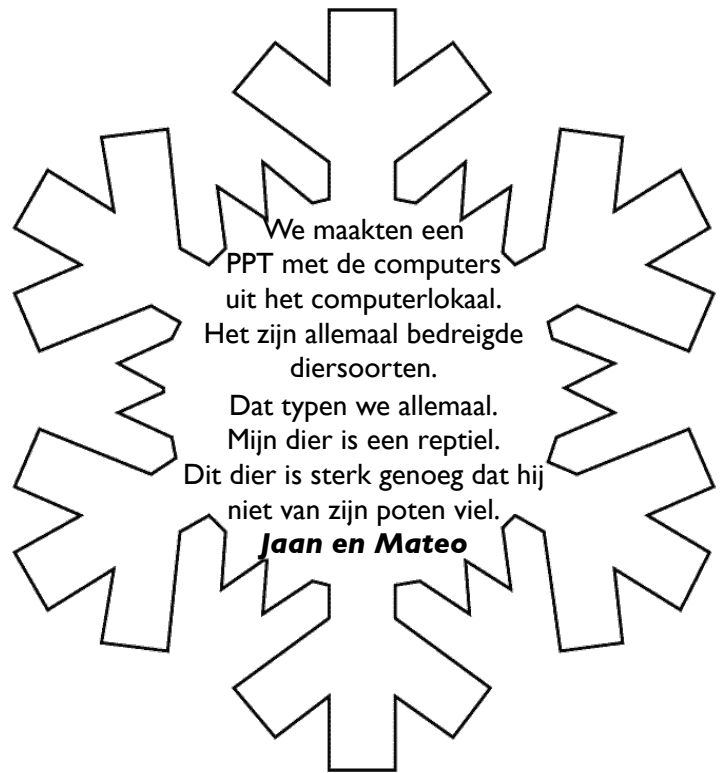 We maakten een
PPT met de computers
uit het computerlokaal.
Het zijn allemaal bedreigde
diersoorten.
Dat typen we allemaal.
Mijn dier is een reptiel.
Dit dier is sterk genoeg dat hij
niet van zijn poten viel.
Jaan en Mateo